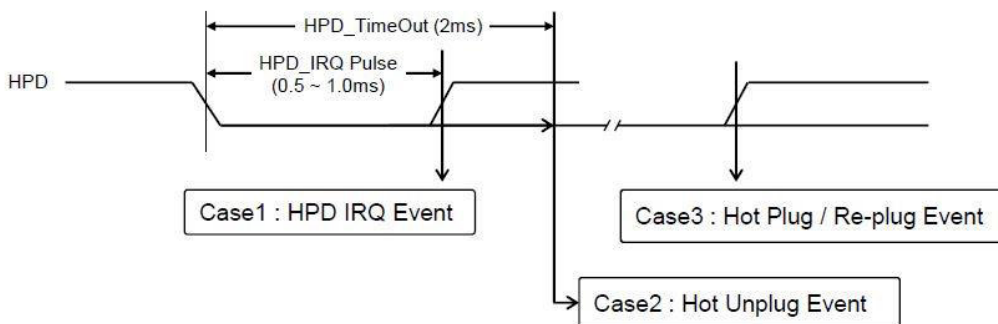 HPD_TimeOut (2ms)
HPD_IRQ Pulse
(0.5 ~ 1.0ms)
HPD
Case1 : HPD IRQ Event
Case3 : Hot Plug / Re-plug Event
Case2 : Hot Unplug Event